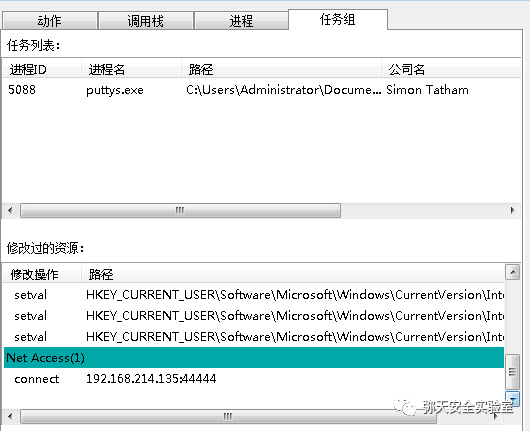 动作 调用栈 进程 任务组
任务列表：
进程ID 进程名 路径 公司名
5088 puttys.exe C:\Users\Administrator\Docume... Simon Tatham
修改过的资源：
修改操作 路径
setval HKEY_CURRENT_USER\Software\Microsoft\Windows\CurrentVersion\Inte
setval HKEY_CURRENT_USER\Software\Microsoft\Windows\CurrentVersion\Inte
setval HKEY_CURRENT_USER\Software\Microsoft\Windows\CurrentVersion\Inte
Net Access(1)
connect 192.168.214.135:44444
弥天安全实验室